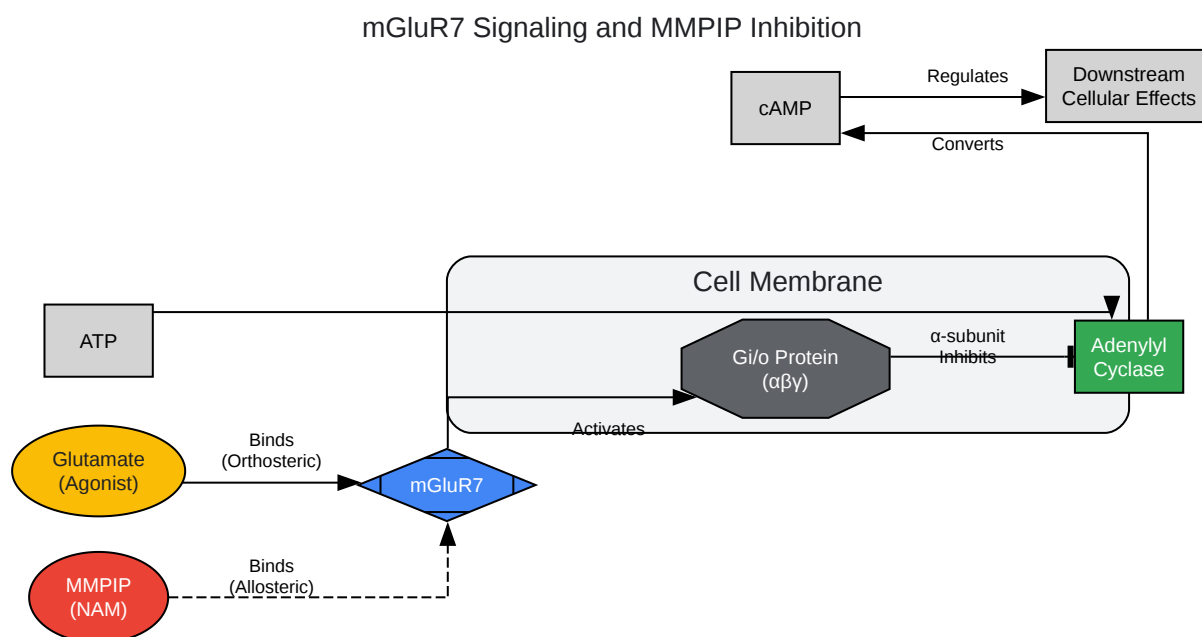 mGluR7 Signaling and MMPIP Inhibition
cAMP
Regulates
Downstream
Cellular Effects
Converts
Cell Membrane
ATP
Gi/o Protein
(αβγ)
α-subunit
Inhibits
Adenylyl
Cyclase
Activates
Glutamate
(Agonist)
Binds
(Orthosteric)
mGluR7
MMPIP
(NAM)
Binds
(Allosteric)